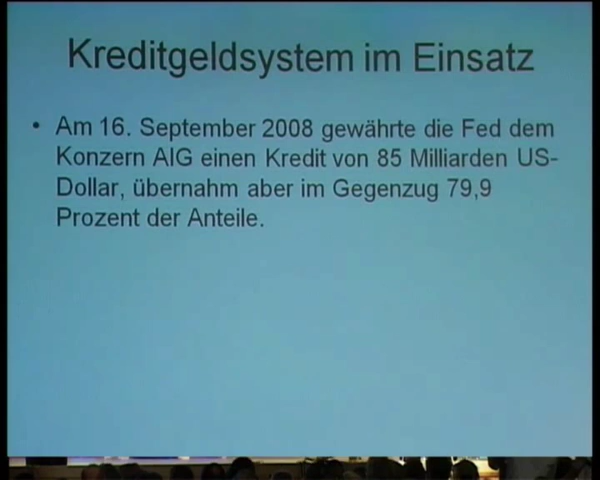 Kreditgeldsystem im Einsatz
• Am 16. September 2008 gewährte die Fed dem
Konzern AIG einen Kredit von 85 Milliarden US-
Dollar, übernahm aber im Gegenzug 79,9
Prozent der Anteile.